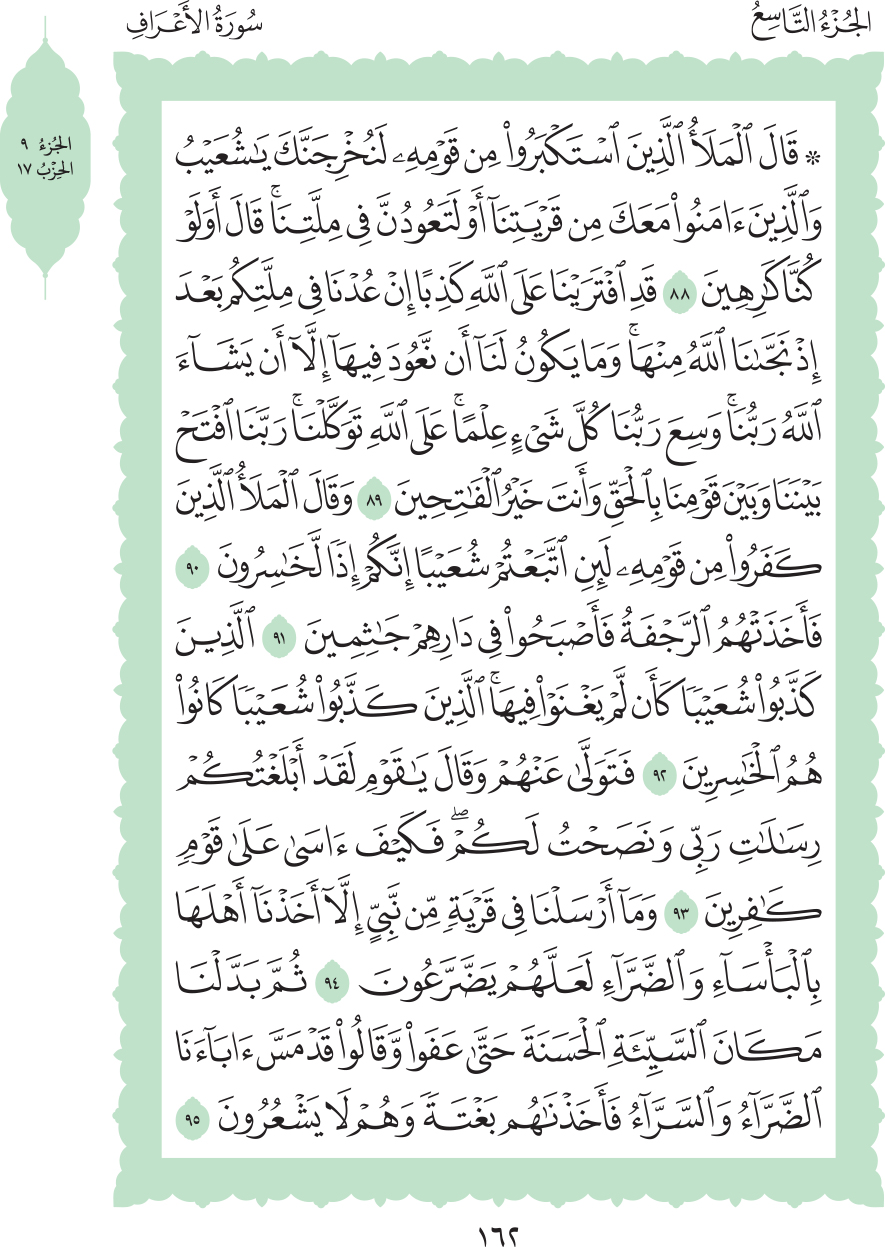 الجُزْءُ التَّاسِعُ
سُورَةُ الأَعْرَافِ
الجُزءُ ٩
الحِزْبُ ١٧
۞ قَالَ ٱلْمَلَأُ ٱلَّذِينَ ٱسْتَكْبَرُوا۟ مِن قَوْمِهِۦ لَنُخْرِجَنَّكَ يَـٰشُعَيْبُ
وَٱلَّذِينَ ءَامَنُوا۟ مَعَكَ مِن قَرْيَتِنَآ أَوْ لَتَعُودُنَّ فِى مِلَّتِنَا ۚ قَالَ أَوَلَوْ
كُنَّا كَـٰرِهِينَ ٨٨ قَدِ ٱفْتَرَيْنَا عَلَى ٱللَّهِ كَذِبًا إِنْ عُدْنَا فِى مِلَّتِكُم بَعْدَ
إِذْ نَجَّىٰنَا ٱللَّهُ مِنْهَا ۚ وَمَا يَكُونُ لَنَآ أَن نَّعُودَ فِيهَآ إِلَّآ أَن يَشَآءَ
ٱللَّهُ رَبُّنَا ۚ وَسِعَ رَبُّنَا كُلَّ شَىْءٍ عِلْمًا ۚ عَلَى ٱللَّهِ تَوَكَّلْنَا ۚ رَبَّنَا ٱفْتَحْ
بَيْنَنَا وَبَيْنَ قَوْمِنَا بِٱلْحَقِّ وَأَنتَ خَيْرُ ٱلْفَـٰتِحِينَ ٨٩ وَقَالَ ٱلْمَلَأُ ٱلَّذِينَ
كَفَرُوا۟ مِن قَوْمِهِۦ لَئِنِ ٱتَّبَعْتُمْ شُعَيْبًا إِنَّكُمْ إِذًا لَّخَـٰسِرُونَ ٩٠
فَأَخَذَتْهُمُ ٱلرَّجْفَةُ فَأَصْبَحُوا۟ فِى دَارِهِمْ جَـٰثِمِينَ ٩١ ٱلَّذِينَ
كَذَّبُوا۟ شُعَيْبًا كَأَن لَّمْ يَغْنَوْا۟ فِيهَا ۚ ٱلَّذِينَ كَذَّبُوا۟ شُعَيْبًا كَانُوا۟
هُمُ ٱلْخَـٰسِرِينَ ٩٢ فَتَوَلَّىٰ عَنْهُمْ وَقَالَ يَـٰقَوْمِ لَقَدْ أَبْلَغْتُكُمْ
رِسَـٰلَـٰتِ رَبِّى وَنَصَحْتُ لَكُمْ ۖ فَكَيْفَ ءَاسَىٰ عَلَىٰ قَوْمٍ
كَـٰفِرِينَ ٩٣ وَمَآ أَرْسَلْنَا فِى قَرْيَةٍ مِّن نَّبِىٍّ إِلَّآ أَخَذْنَآ أَهْلَهَا
بِٱلْبَأْسَآءِ وَٱلضَّرَّآءِ لَعَلَّهُمْ يَضَّرَّعُونَ ٩٤ ثُمَّ بَدَّلْنَا
مَكَانَ ٱلسَّيِّئَةِ ٱلْحَسَنَةَ حَتَّىٰ عَفَوا۟ وَّقَالُوا۟ قَدْ مَسَّ ءَابَآءَنَا
ٱلضَّرَّآءُ وَٱلسَّرَّآءُ فَأَخَذْنَـٰهُم بَغْتَةً وَهُمْ لَا يَشْعُرُونَ ٩٥
١٦٢